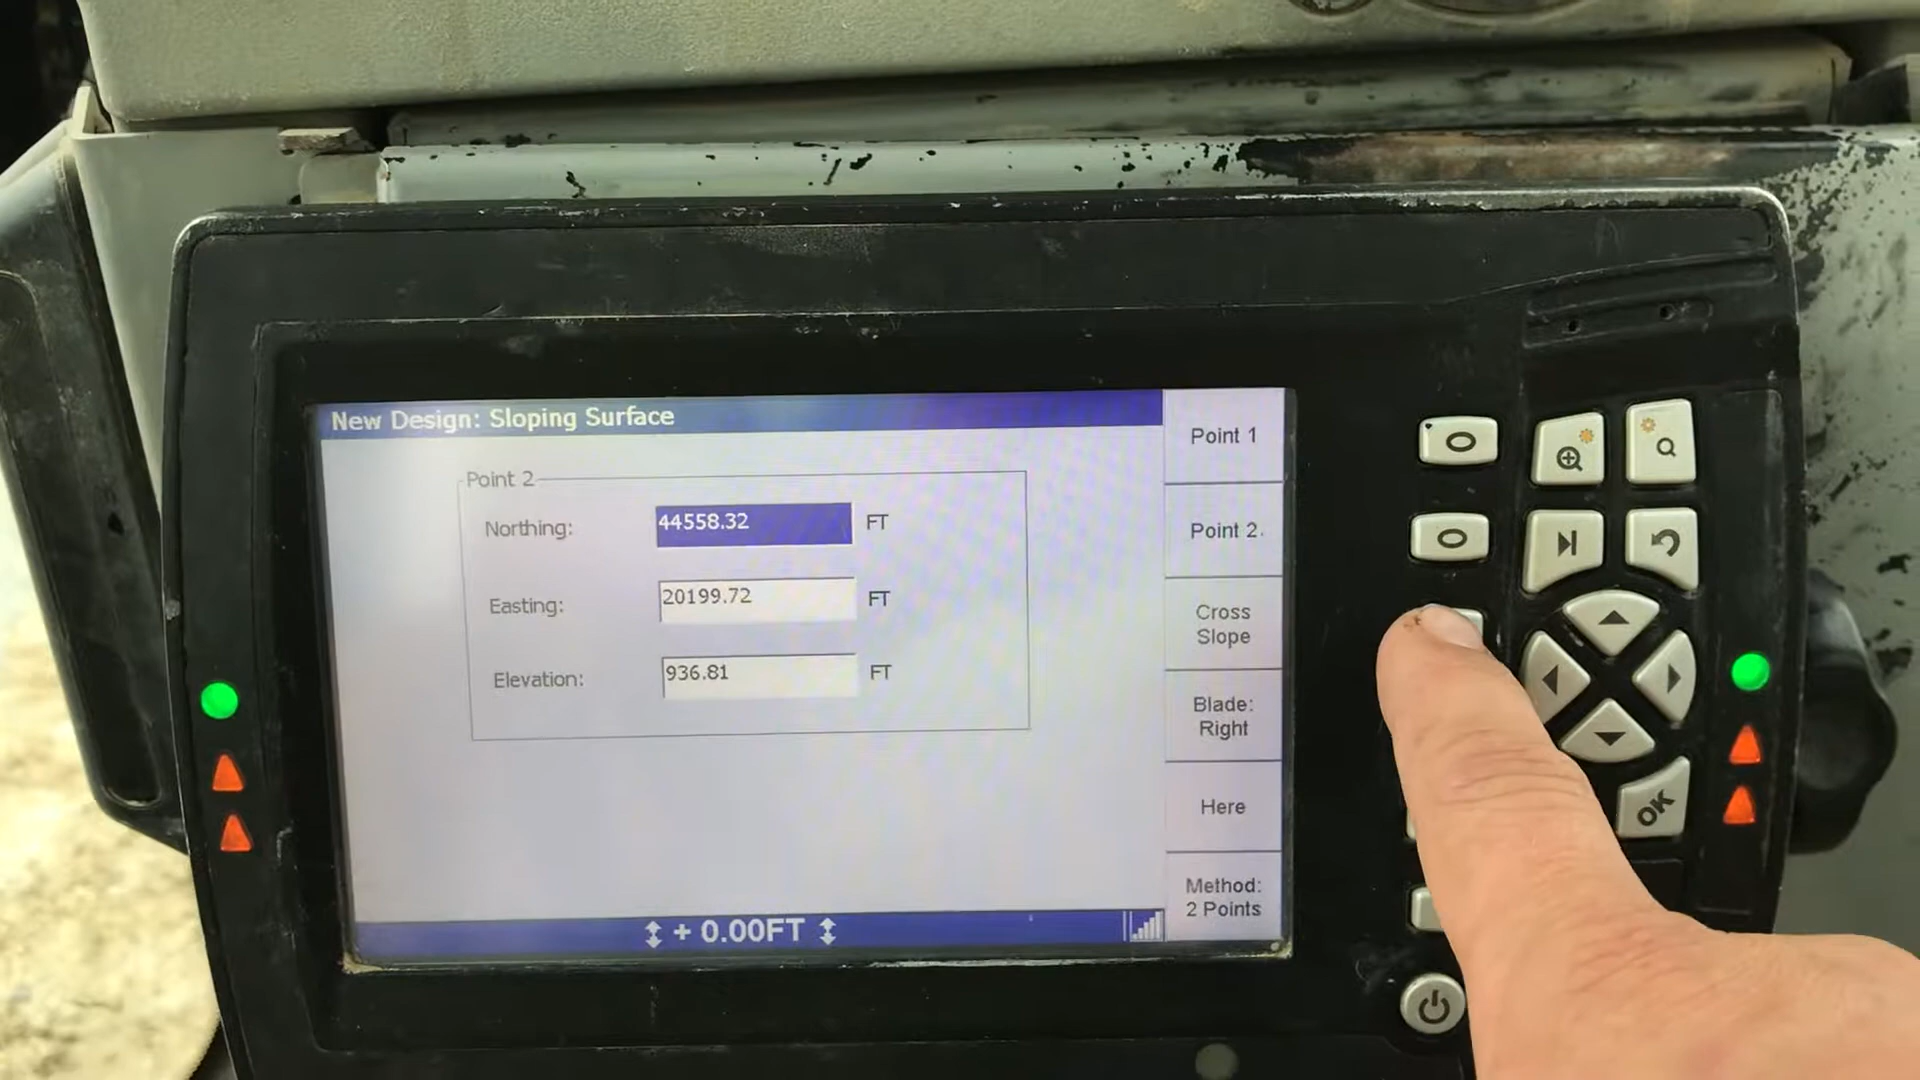 New Design: Sloping Surface
Point 2
Northing: 44558.32 FT
Easting: 20199.72 FT
Elevation: 936.81 FT
+ 0.00FT
Point 1
Point 2
Cross
Slope
Blade:
Right
Here
Method:
2 Points
OK